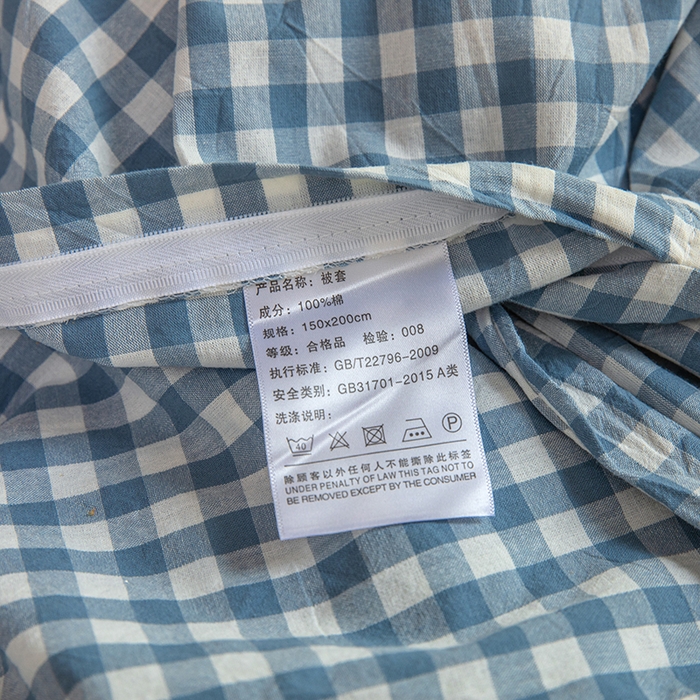 产品名称：被套
成分：100%棉
规格：150x200cm
等级：合格品 检验：008
执行标准：GB/T22796-2009
安全类别：GB31701-2015 A类
洗涤说明：
40 P
除顾客以外任何人不能撕除此标签
UNDER PENALTY OF LAW THIS TAG NOT TO
BE REMOVED EXCEPT BY THE CONSUMER